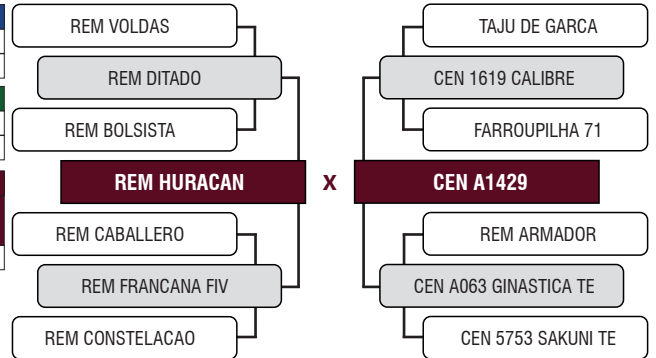 REM VOLDAS
TAJU DE GARCA
REM DITADO
CEN 1619 CALIBRE
REM BOLSISTA
FARROUPILHA 71
REM HURACAN
X
CEN A1429
REM CABALLERO
REM ARMADOR
REM FRANCANA FIV
CEN A063 GINASTICA TE
REM CONSTELACAO
CEN 5753 SAKUNI TE